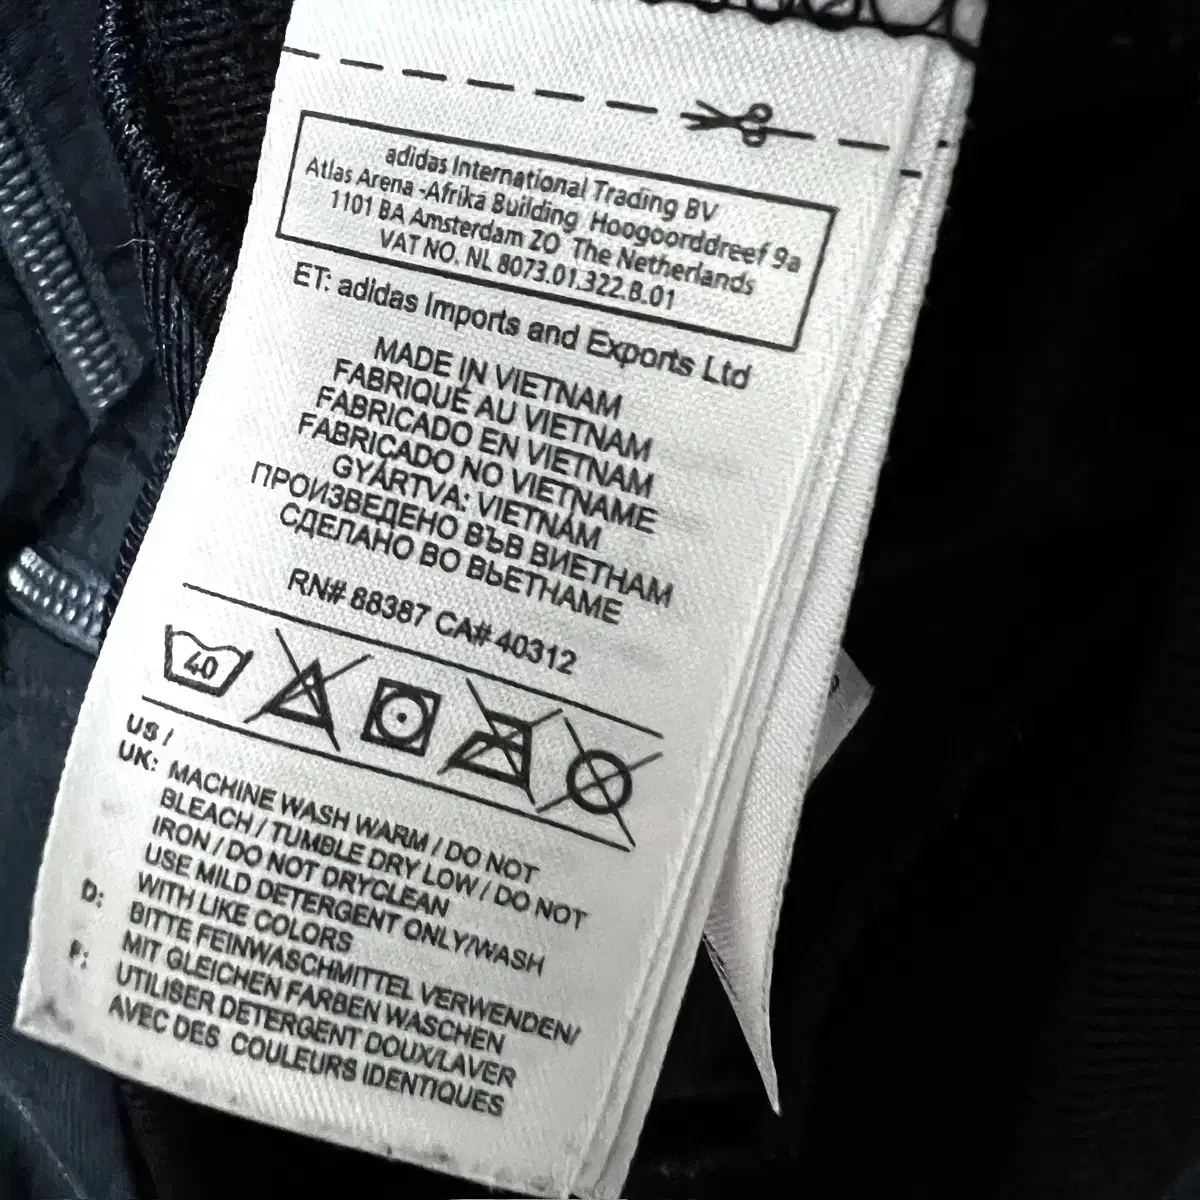 adidas International Trading BV
Atlas Arena -Afrika Building Hoogoorddreef 9a
1101 BA Amsterdam ZO The Netherlands
VAT NO. NL 8073.01.322.B.01
ET: adidas Imports and Exports Ltd
MADE IN VIETNAM
FABRIQUÉ AU VIETNAM
FABRICADO EN VIETNAM
FABRICADO NO VIETNAME
GYÁRTVA: VIETNÁM
ПРОИЗВЕДЕНО ВЪВ ВИЕТНАМ
СДЕЛАНО ВО ВЬЕТНАМЕ
RN# 88387 CA# 40312
40
US /
UK: MACHINE WASH WARM / DO NOT
BLEACH / TUMBLE DRY LOW / DO NOT
IRON / DO NOT DRYCLEAN
USE MILD DETERGENT ONLY/WASH
WITH LIKE COLORS
D: BITTE FEINWASCHMITTEL VERWENDEN/
MIT GLEICHEN FARBEN WASCHEN
F: UTILISER DETERGENT DOUX/LAVER
AVEC DES COULEURS IDENTIQUES